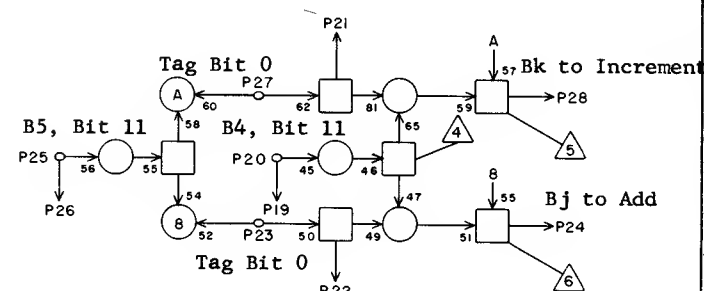 P21
A
Tag Bit 0
57 Bk to Increment
P27
A
60
62
81
59
P28
58
65
B5, Bit 11
B4, Bit 11
4
5
P25
56
55
P20
45
46
54
47
8
55
P26
P19
Bj to Add
8
52
P23
50
49
51
P24
Tag Bit 0
6
P22